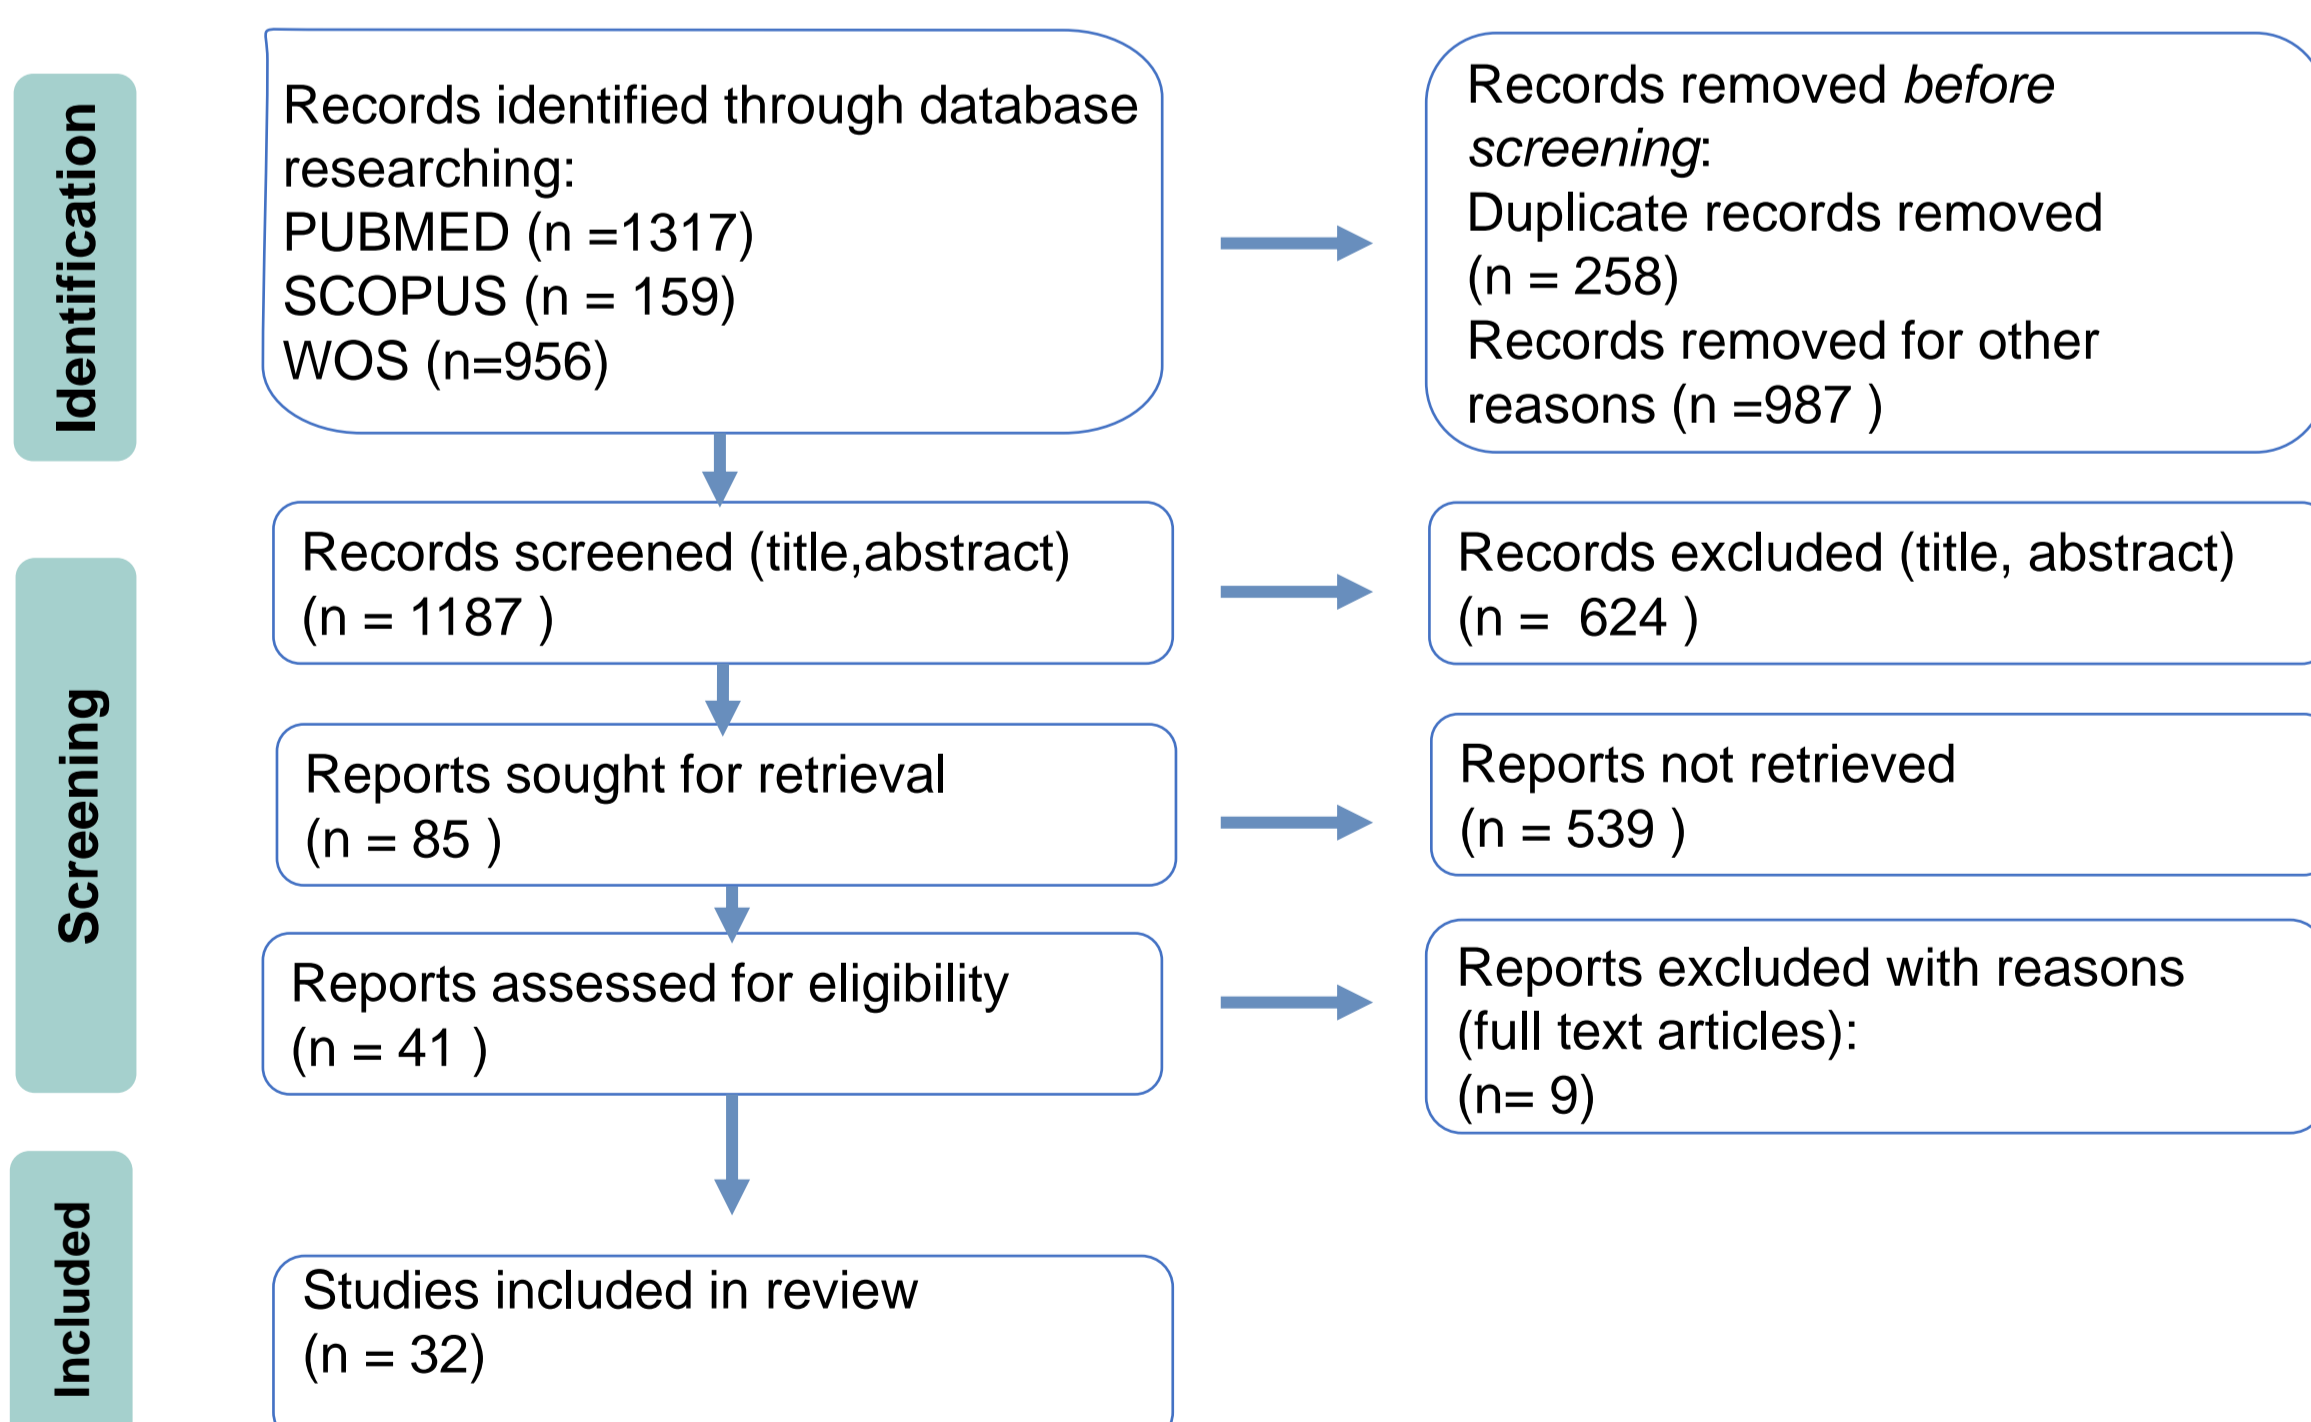 Identification
Records identified through database
researching:
PUBMED (n =1317)
SCOPUS (n = 159)
WOS (n=956)
Records removed before
screening:
Duplicate records removed
(n = 258)
Records removed for other
reasons (n =987 )
Screening
Records screened (title,abstract)
(n = 1187 )
Records excluded (title, abstract)
(n =  624 )
Reports sought for retrieval
(n = 85 )
Reports not retrieved
(n = 539 )
Reports assessed for eligibility
(n = 41 )
Reports excluded with reasons
(full text articles):
(n= 9)
Included
Studies included in review
(n = 32)